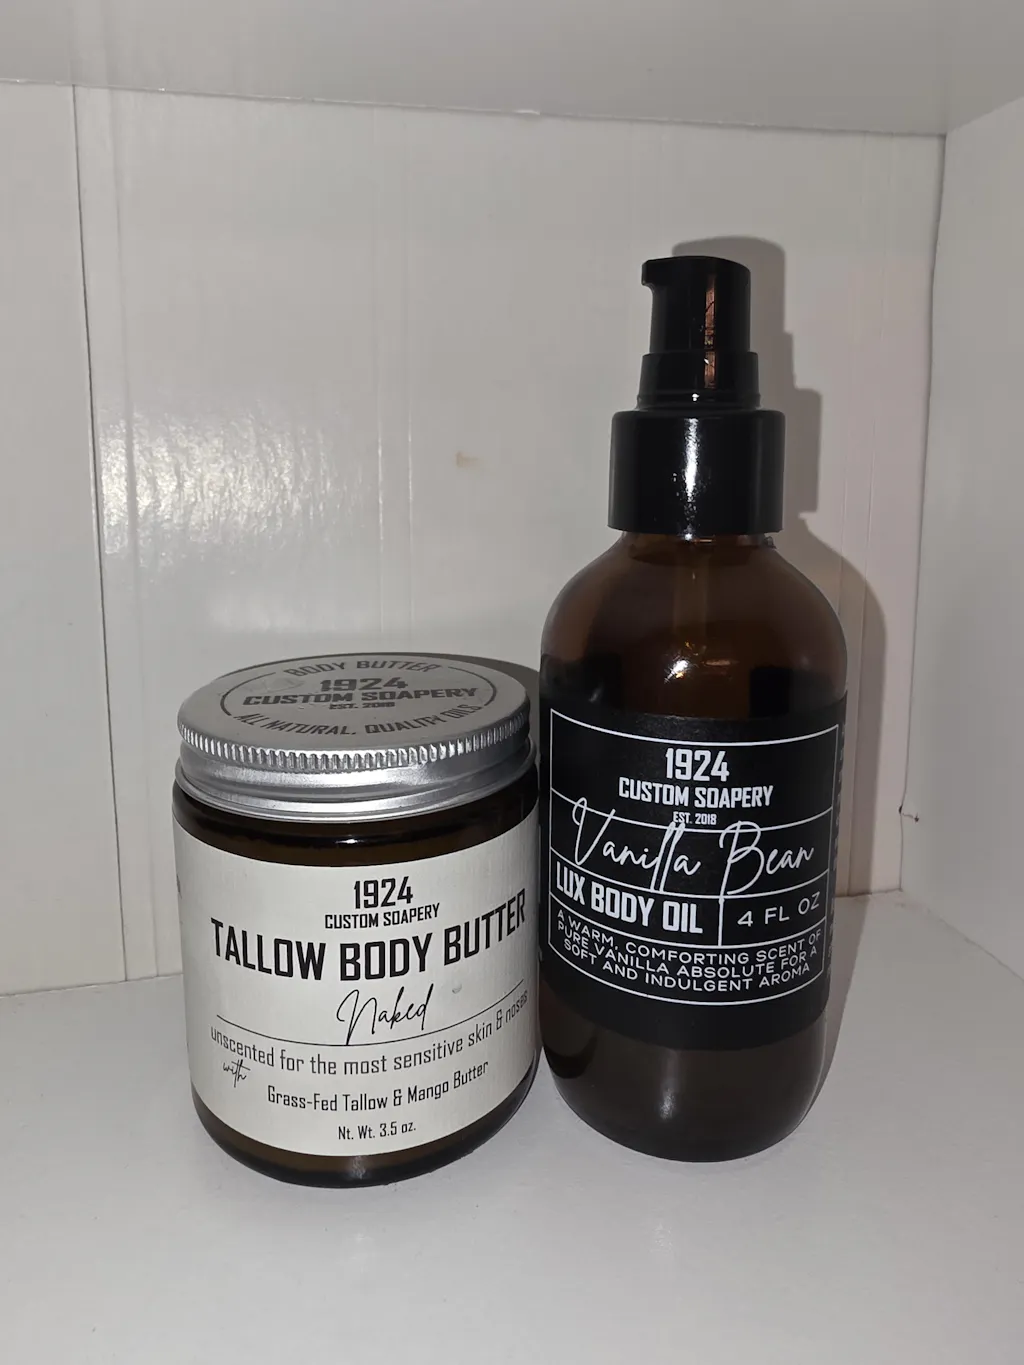 BODY BUTTER
1924
CUSTOM SOAPERY
EST. 2018
ALL NATURAL, QUALITY OILS
1924
CUSTOM SOAPERY
TALLOW BODY BUTTER
Naked
unscented for the most sensitive skin & noses
with
Grass-Fed Tallow & Mango Butter
Nt. Wt. 3.5 oz.
1924
CUSTOM SOAPERY
EST. 2018
Vanilla Bean
LUX BODY OIL
4 FL OZ
A WARM, COMFORTING SCENT OF
PURE VANILLA ABSOLUTE FOR A
SOFT AND INDULGENT AROMA